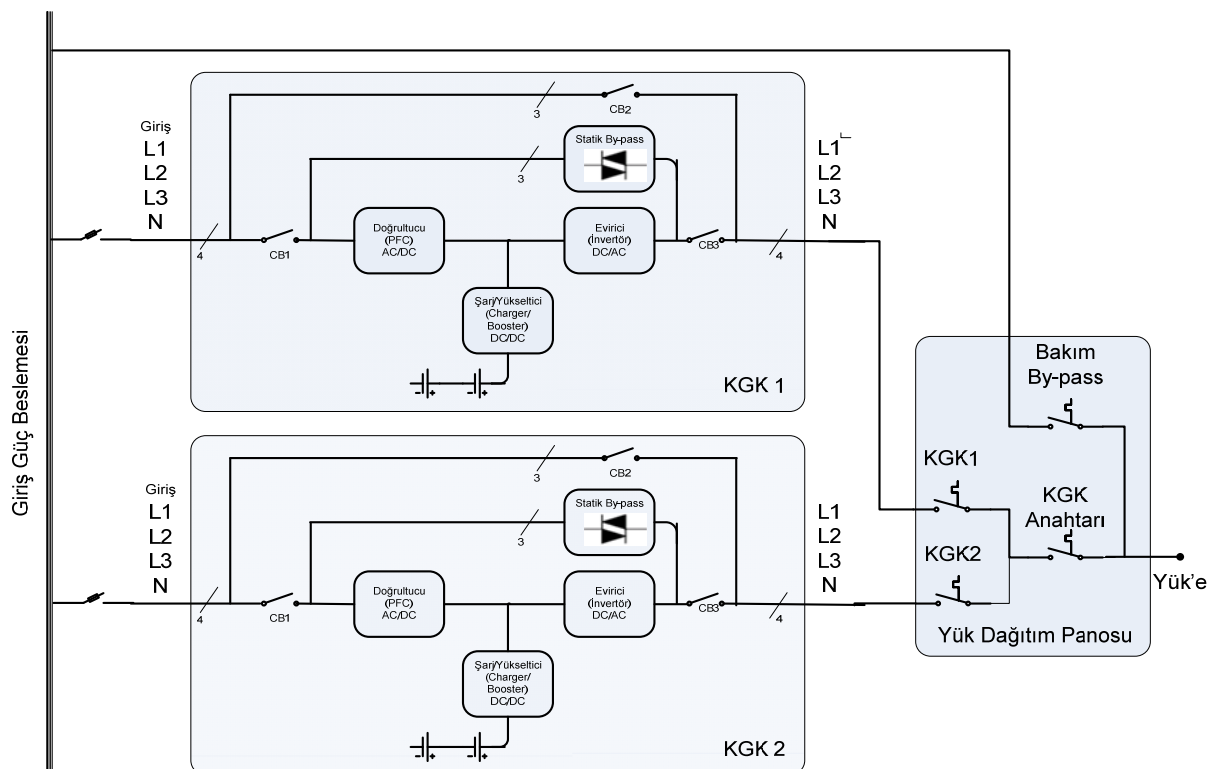 Giriş Güç Beslemesi
Giriş
L1
L2
L3
N
4
CB1
3
CB2
3
Statik By-pass
Doğrultucu
(PFC)
AC/DC
Evirici
(İnvertör)
DC/AC
CB3
4
Şarj/Yükseltici
(Charger/
Booster)
DC/DC
- + - +
KGK 1
L1
L2
L3
N
Giriş
L1
L2
L3
N
4
CB1
3
CB2
3
Statik By-pass
Doğrultucu
(PFC)
AC/DC
Evirici
(İnvertör)
DC/AC
CB3
4
Şarj/Yükseltici
(Charger/
Booster)
DC/DC
- + - +
KGK 2
L1
L2
L3
N
Bakım
By-pass
KGK1
KGK
Anahtarı
KGK2
Yük'e
Yük Dağıtım Panosu